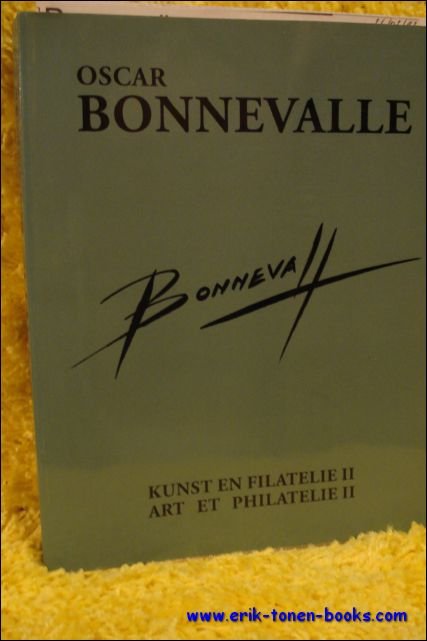 OSCAR
BONNEVALLE
BONNEVALL
KUNST EN FILATELIE II
ART ET PHILATELIE II
www.erik-tonen-books.com